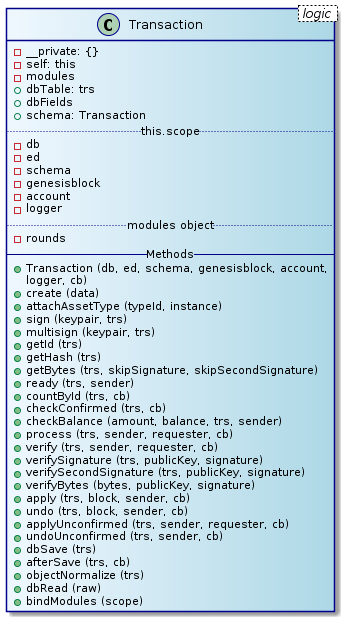 logic
C Transaction
__private: {}
self: this
modules
dbTable: trs
dbFields
schema: Transaction
this.scope
db
ed
schema
genesisblock
account
logger
modules object
rounds
Methods
Transaction (db, ed, schema, genesisblock, account,
logger, cb)
create (data)
attachAssetType (typeId, instance)
sign (keypair, trs)
multisign (keypair, trs)
getId (trs)
getHash (trs)
getBytes (trs, skipSignature, skipSecondSignature)
ready (trs, sender)
countById (trs, cb)
checkConfirmed (trs, cb)
checkBalance (amount, balance, trs, sender)
process (trs, sender, requester, cb)
verify (trs, sender, requester, cb)
verifySignature (trs, publicKey, signature)
verifySecondSignature (trs, publicKey, signature)
verifyBytes (bytes, publicKey, signature)
apply (trs, block, sender, cb)
undo (trs, block, sender, cb)
applyUnconfirmed (trs, sender, requester, cb)
undoUnconfirmed (trs, sender, cb)
dbSave (trs)
afterSave (trs, cb)
objectNormalize (trs)
dbRead (raw)
bindModules (scope)